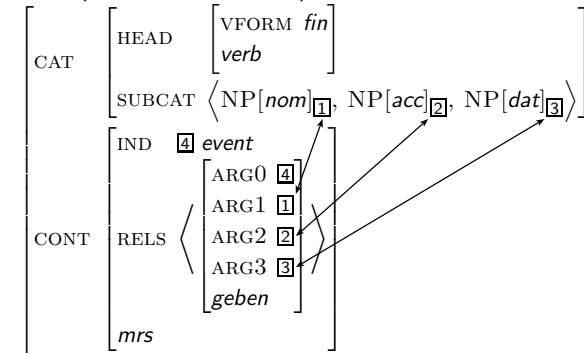 CAT HEAD VFORM fin
verb
SUBCAT ⟨NP[nom]1, NP[acc]2, NP[dat]3⟩
CONT IND 4 event
RELS ⟨ARG0 4
ARG1 1
ARG2 2
ARG3 3
geben⟩
mrs